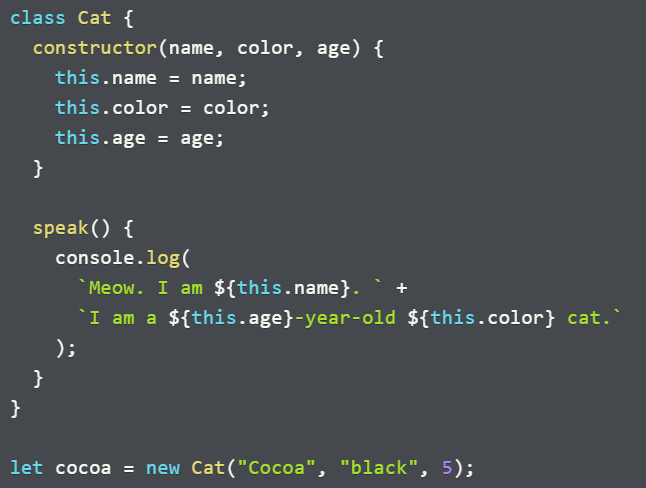 class Cat {
  constructor(name, color, age) {
    this.name = name;
    this.color = color;
    this.age = age;
  }

  speak() {
    console.log(
      `Meow. I am ${this.name}. ` +
      `I am a ${this.age}-year-old ${this.color} cat.`
    );
  }
}

let cocoa = new Cat("Cocoa", "black", 5);